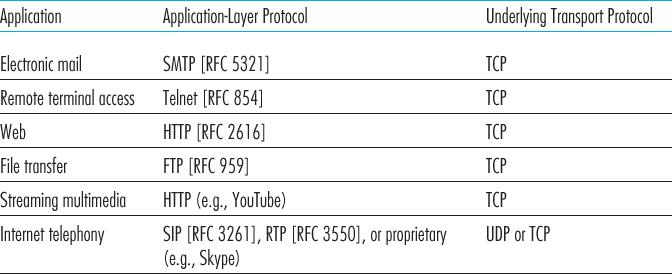 Application Application-Layer Protocol Underlying Transport Protocol
Electronic mail SMTP [RFC 5321] TCP
Remote terminal access Telnet [RFC 854] TCP
Web HTTP [RFC 2616] TCP
File transfer FTP [RFC 959] TCP
Streaming multimedia HTTP (e.g., YouTube) TCP
Internet telephony SIP [RFC 3261], RTP [RFC 3550], or proprietary UDP or TCP
(e.g., Skype)